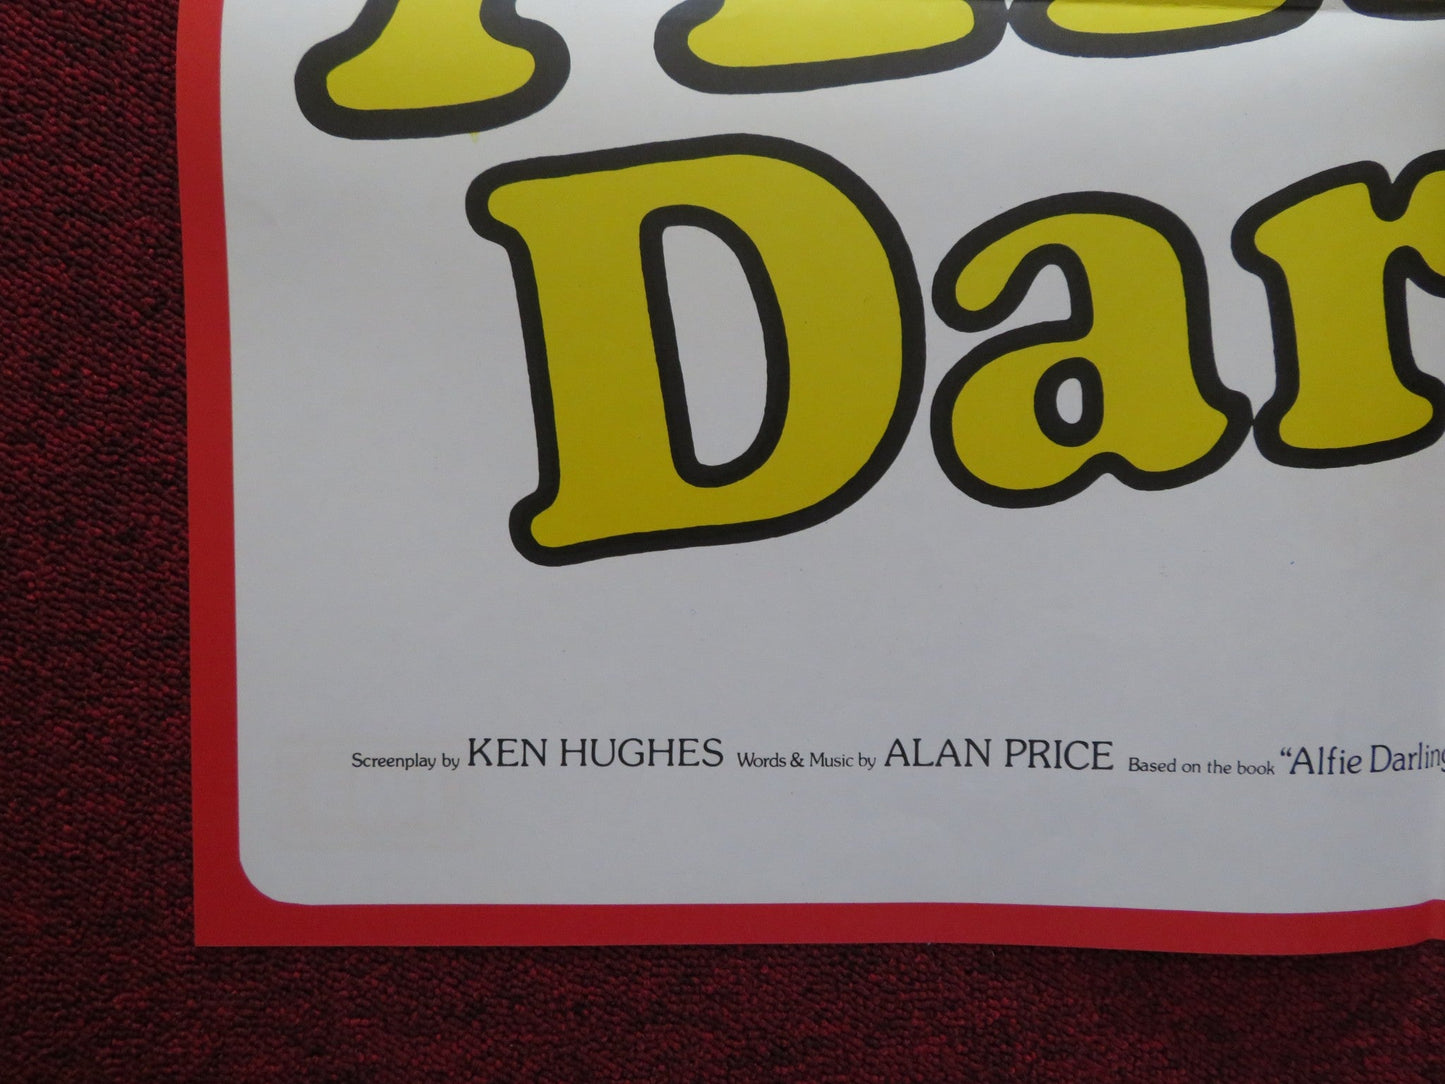 Dar
Screenplay by KEN HUGHES Words & Music by ALAN PRICE Based on the book “Alfie Darling